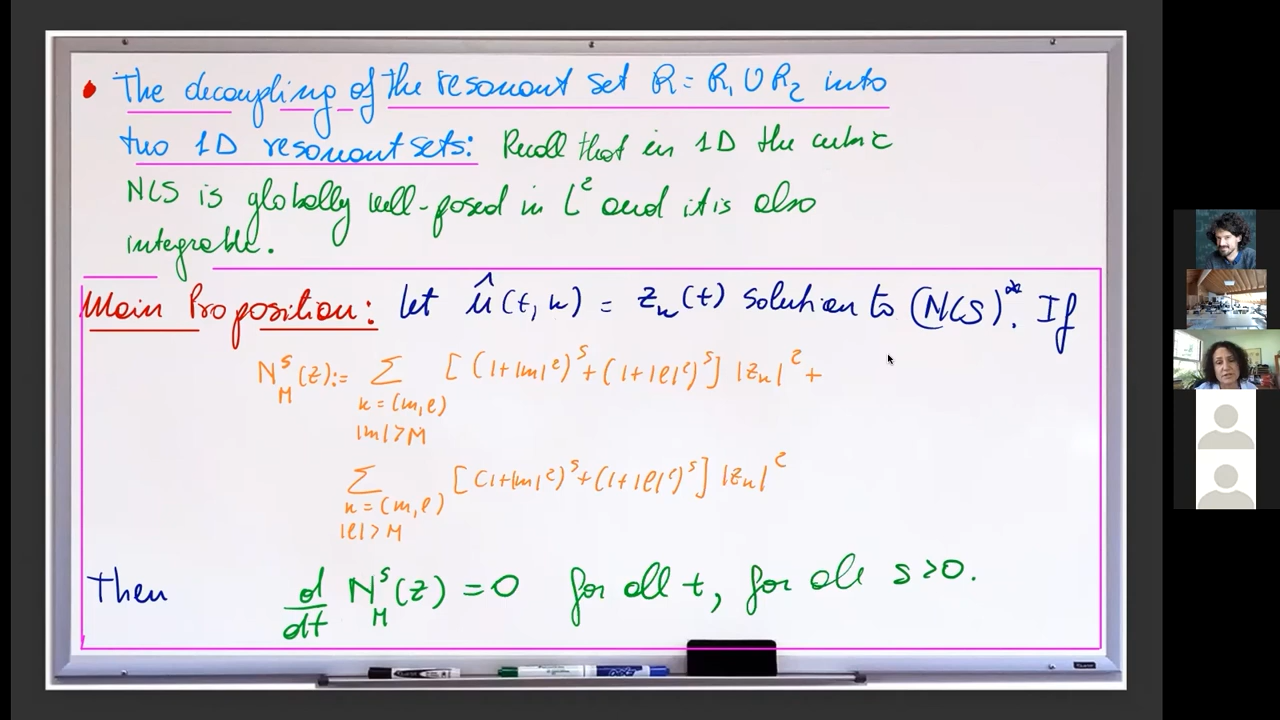 • The decoupling of the resonant set R = R₁ ∪ R₂ into
two 1D resonant sets: Recall that in 1D the cubic
NLS is globally well-posed in L² and it is also
integrable.
Main Proposition: Let û(t,k) = z_k(t) solution to (NLS)*. If
N^s_M(z) := ∑ [(1+|m|²)^s + (1+|l|²)^s] |z_k|² +
k=(m,l)
|m|>M
∑ [(1+|m|²)^s + (1+|l|²)^s] |z_k|²
k=(m,l)
|l|>M
Then d/dt N^s_M(z) = 0 for all t, for all s>0.